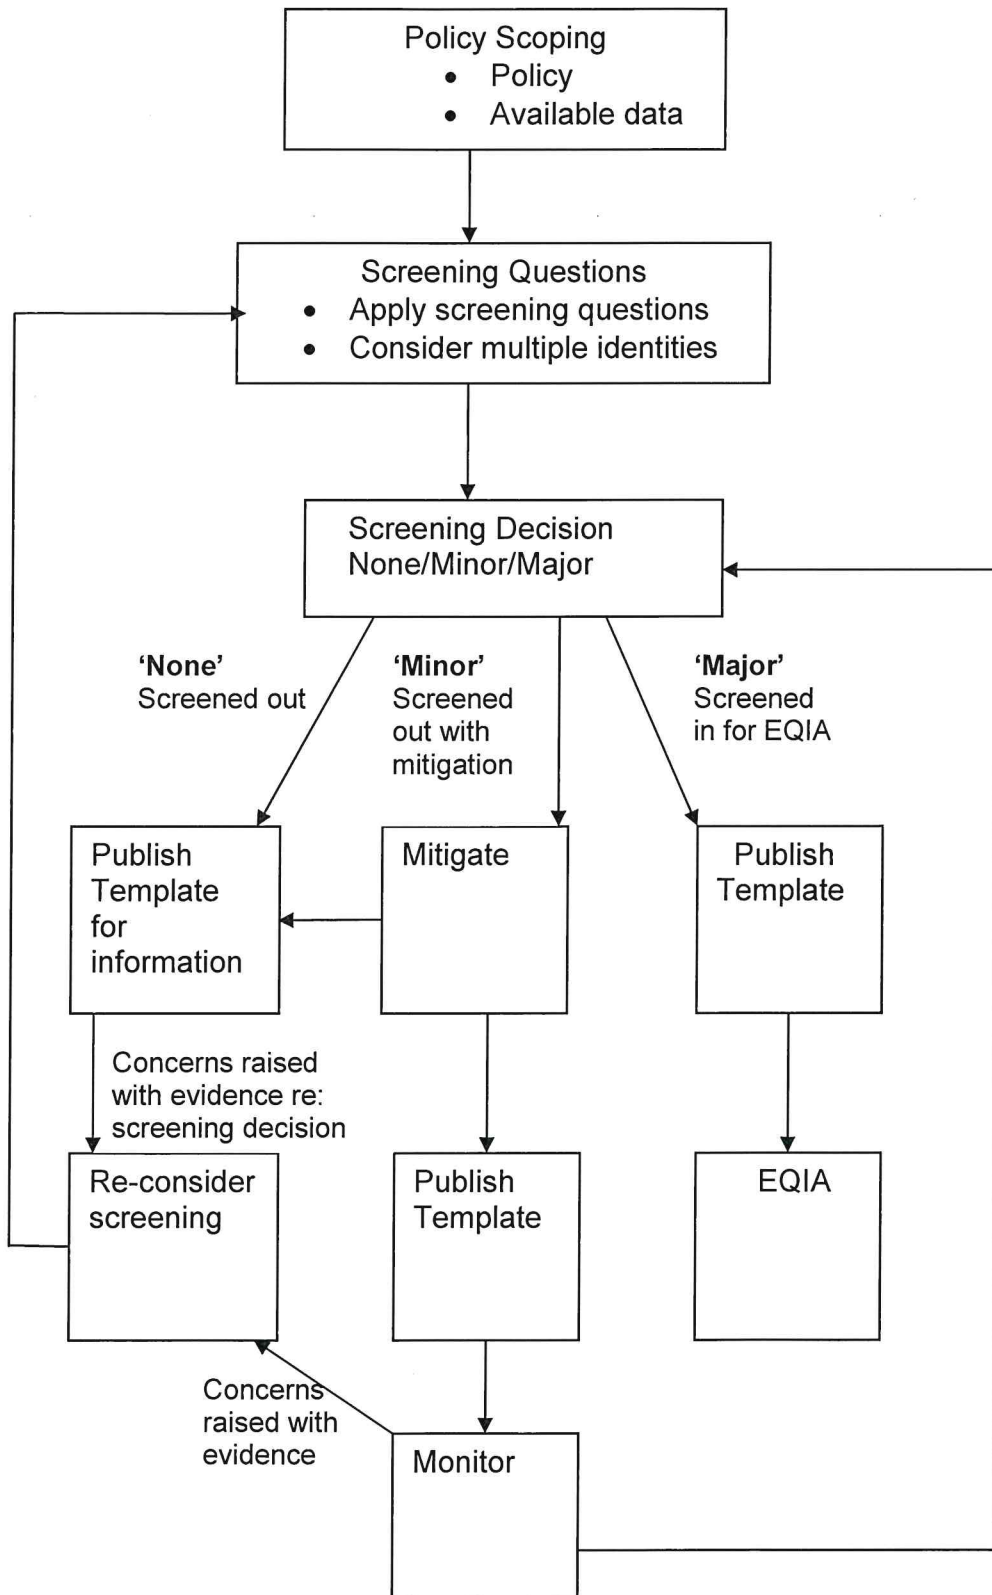 Policy Scoping
• Policy
• Available data
Screening Questions
• Apply screening questions
• Consider multiple identities
Screening Decision
None/Minor/Major
‘None’
Screened out
‘Minor’
Screened
out with
mitigation
‘Major’
Screened
in for EQIA
Publish
Template
for
information
Mitigate
Publish
Template
Concerns raised
with evidence re:
screening decision
Re-consider
screening
Publish
Template
EQIA
Concerns
raised with
evidence
Monitor